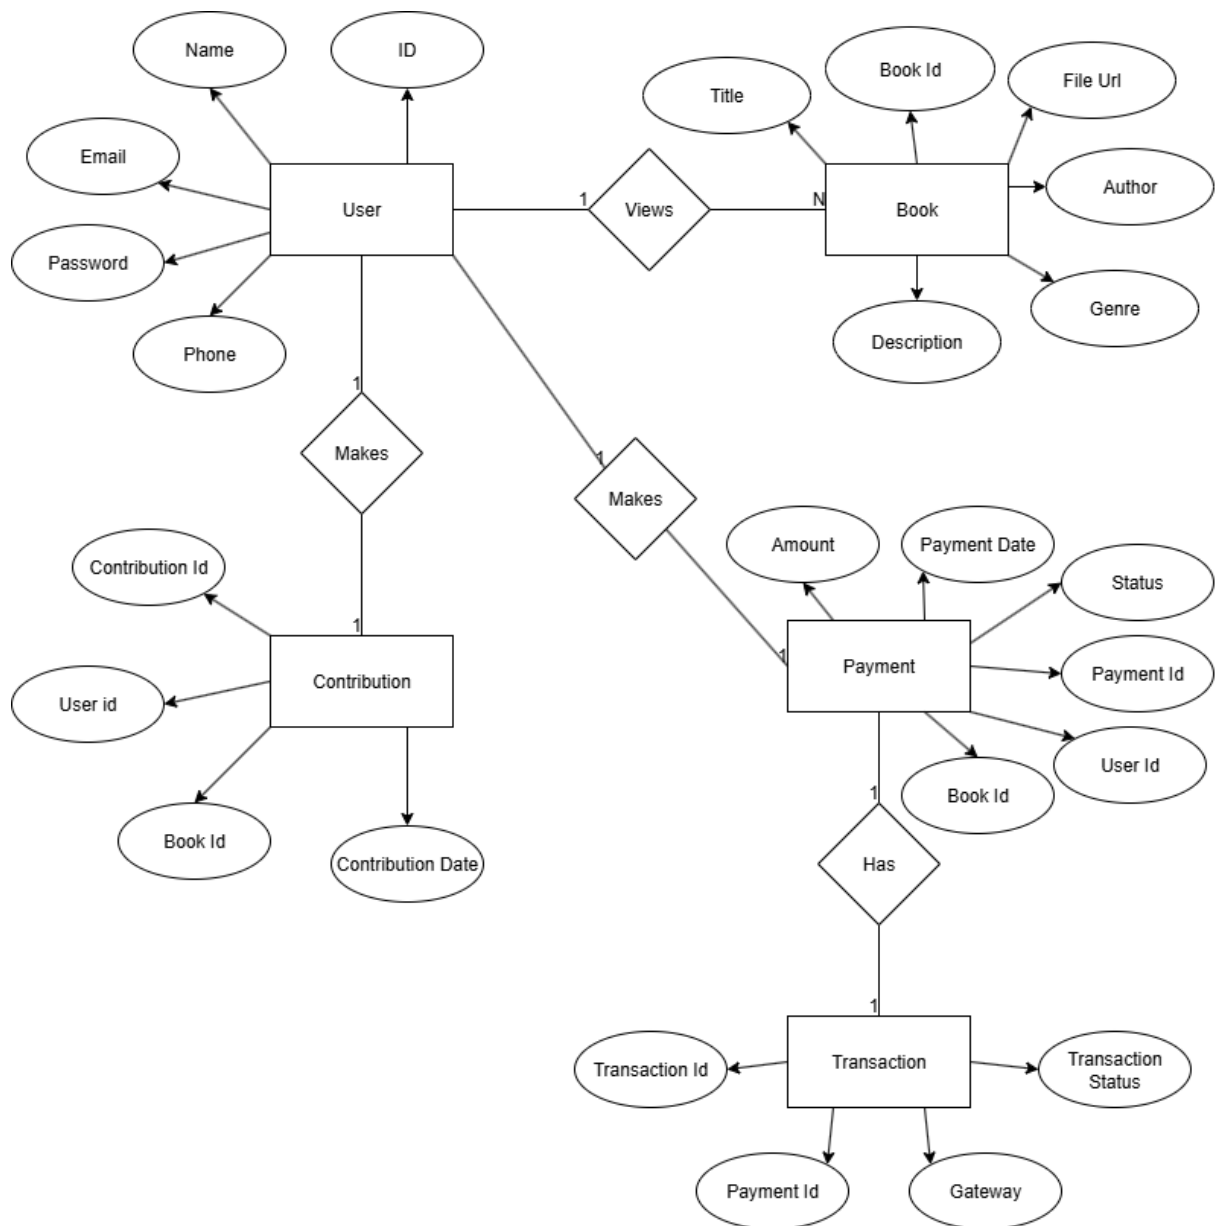 Name
ID
Book Id
File Url
Title
Email
Author
User
1
Views
N
Book
Password
Genre
Phone
Description
1
Makes
1
Makes
Amount
Payment Date
Contribution Id
Status
1
1
Contribution
Payment
Payment Id
User id
User Id
Book Id
1
Book Id
Contribution Date
Has
1
Transaction Id
Transaction
Transaction
Status
Payment Id
Gateway